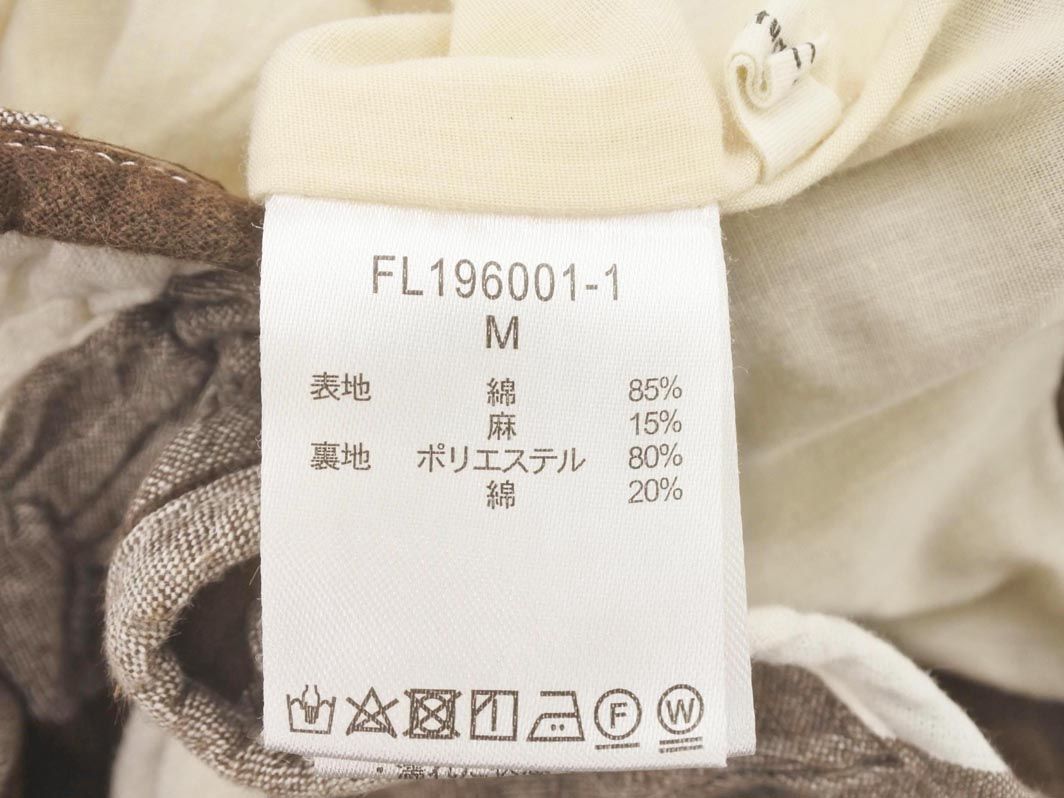 FL196001-1
M
表地 綿 85%
麻 15%
裏地 ポリエステル 80%
綿 20%
F W